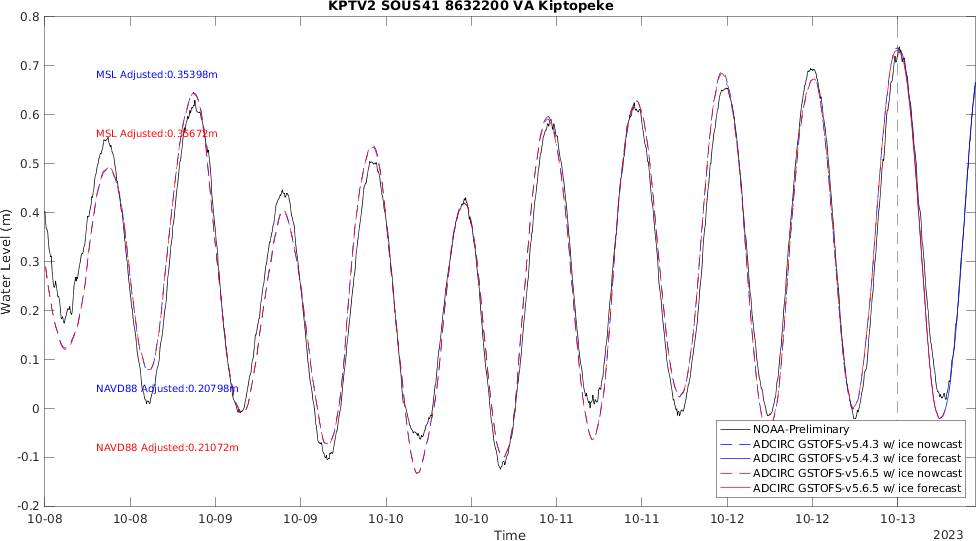 KPTV2 SOUS41 8632200 VA Kiptopeke
0.8
0.7
0.6
0.5
0.4
0.3
0.2
0.1
0
-0.1
-0.2
Water Level (m)
MSL Adjusted:0.35398m
MSL Adjusted:0.35672m
NAVD88 Adjusted:0.20798m
NAVD88 Adjusted:0.21072m
NOAA-Preliminary
ADCIRC GSTOFS-v5.4.3 w/ ice nowcast
ADCIRC GSTOFS-v5.4.3 w/ ice forecast
ADCIRC GSTOFS-v5.6.5 w/ ice nowcast
ADCIRC GSTOFS-v5.6.5 w/ ice forecast
10-08 10-08 10-09 10-09 10-10 10-10 10-11 10-11 10-12 10-12 10-13
Time
2023